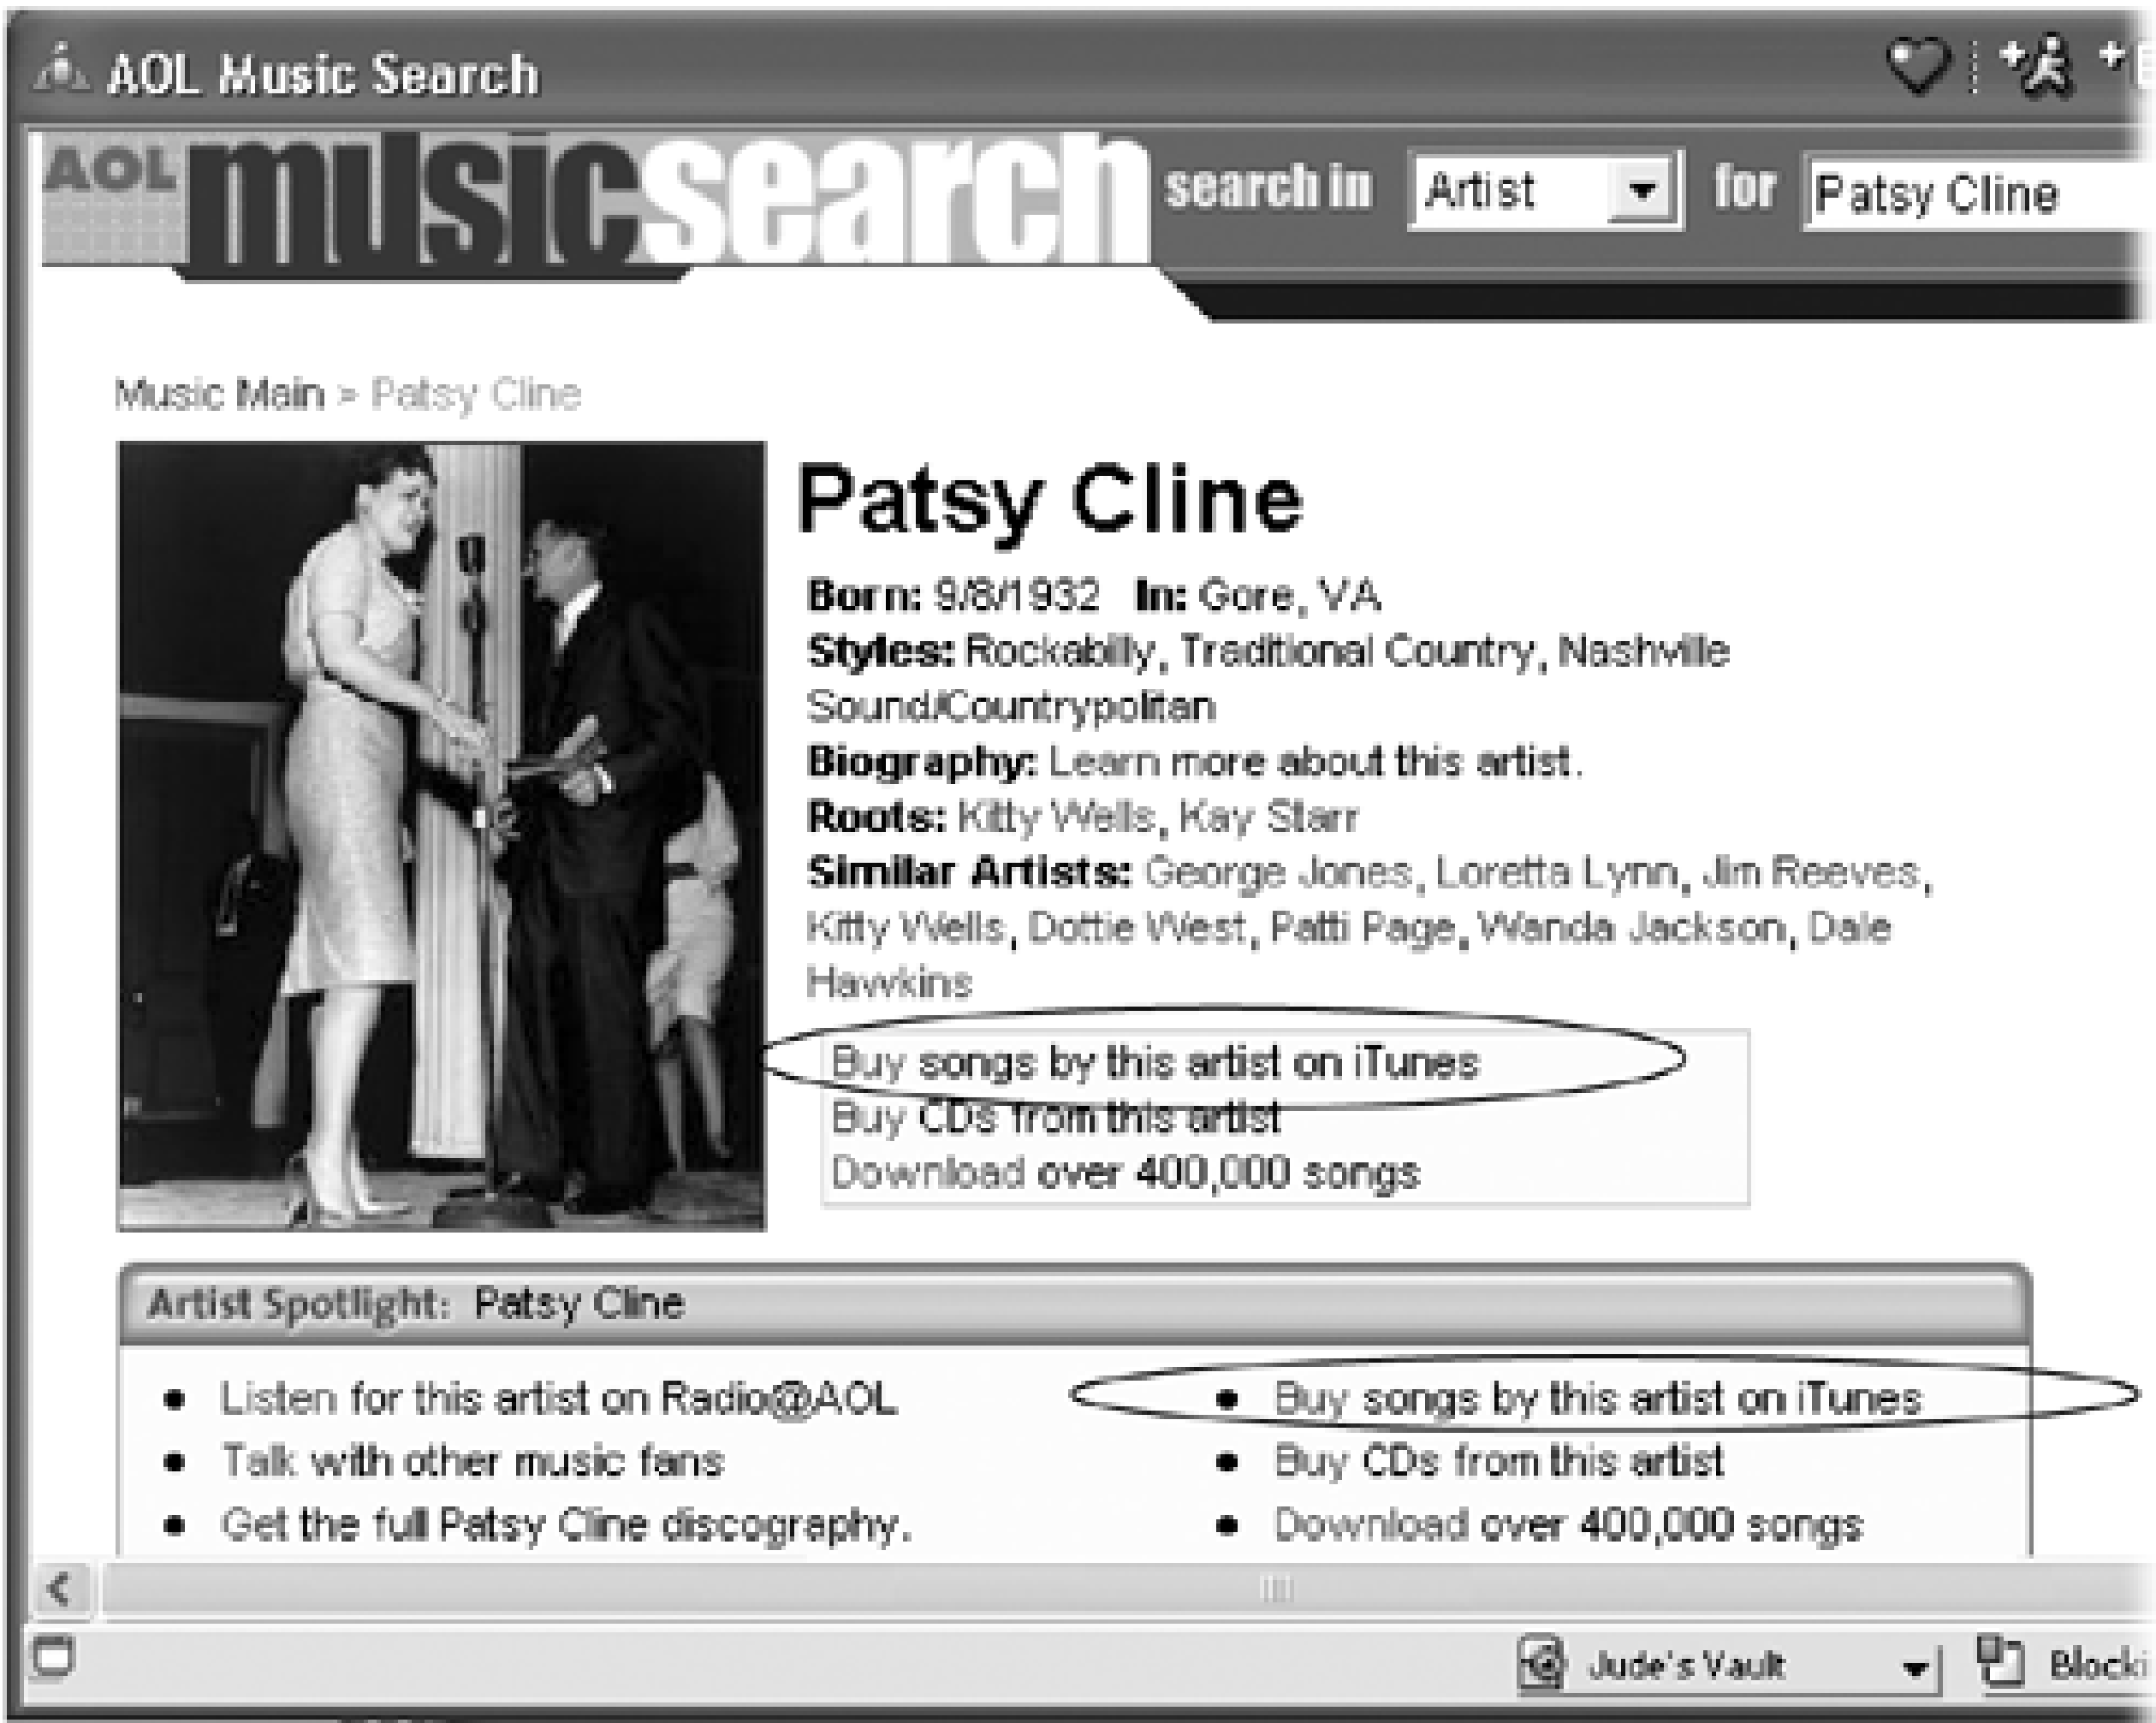 AOL Music Search
AOL musicsearch search in Artist for Patsy Cline
Music Main > Patsy Cline
Patsy Cline
Born: 9/8/1932 In: Gore, VA
Styles: Rockabilly, Traditional Country, Nashville
Sound/Countrypolitan
Biography: Learn more about this artist.
Roots: Kitty Wells, Kay Starr
Similar Artists: George Jones, Loretta Lynn, Jim Reeves,
Kitty Wells, Dottie West, Patti Page, Wanda Jackson, Dale
Hawkins
Buy songs by this artist on iTunes
Buy CDs from this artist
Download over 400,000 songs
Artist Spotlight: Patsy Cline
• Listen for this artist on Radio@AOL
• Talk with other music fans
• Get the full Patsy Cline discography.
• Buy songs by this artist on iTunes
• Buy CDs from this artist
• Download over 400,000 songs
Jude's Vault